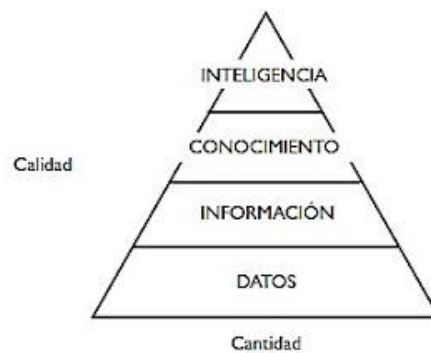 INTELIGENCIA
CONOCIMIENTO
Calidad
INFORMACIÓN
DATOS
Cantidad